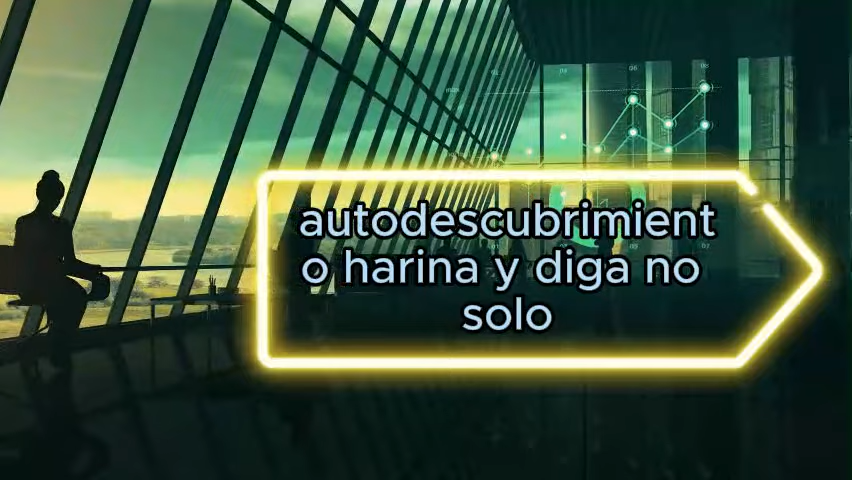 autodescubrimient
o harina y diga no
solo